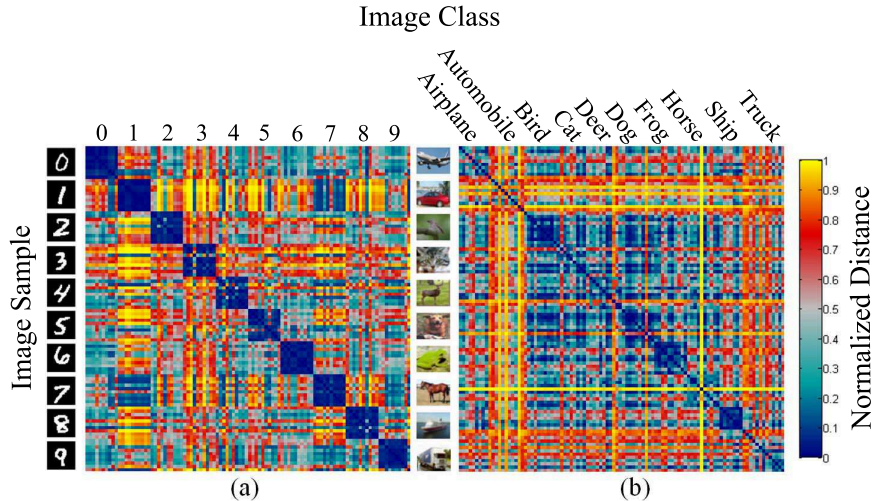 Image Class
0 1 2 3 4 5 6 7 8 9
Airplane
Automobile
Bird
Cat
Deer
Dog
Frog
Horse
Ship
Truck
Image Sample
0
1
2
3
4
5
6
7
8
9
1
0.9
0.8
0.7
0.6
0.5
0.4
0.3
0.2
0.1
0
Normalized Distance
(a)
(b)